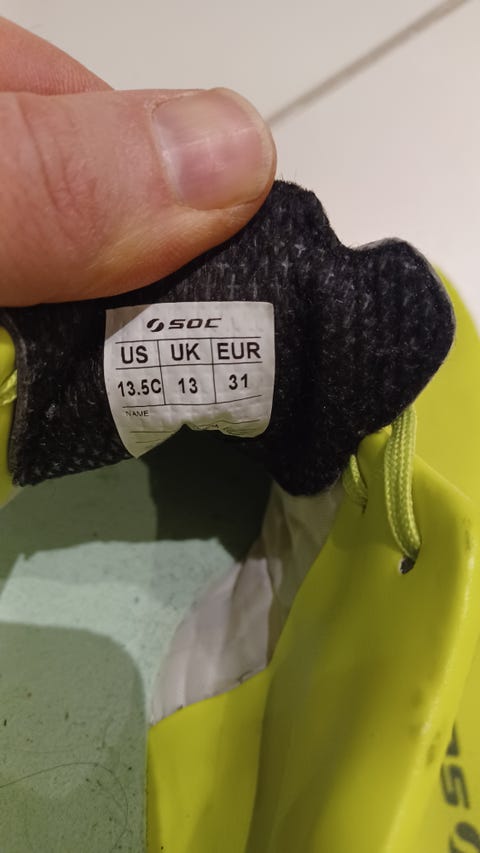 SOC
US UK EUR
13.5C 13 31
NAME